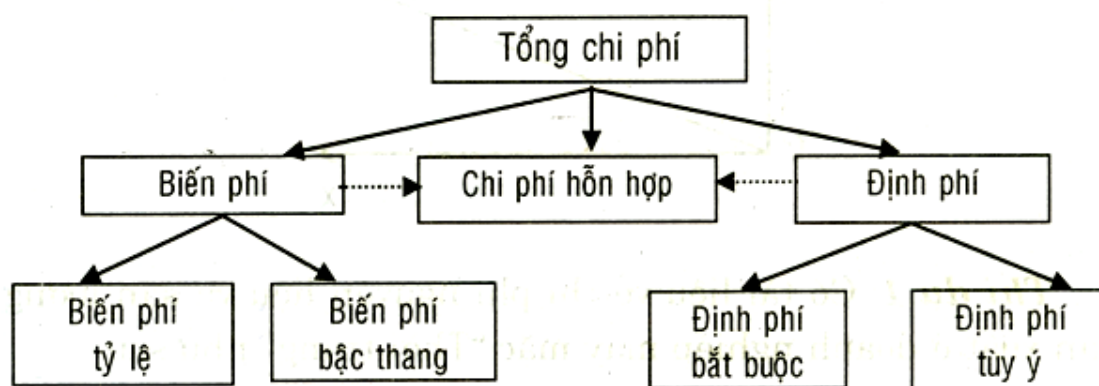 Tổng chi phí
Biến phí
Chi phí hỗn hợp
Định phí
Biến phí
tỷ lệ
Biến phí
bậc thang
Định phí
bắt buộc
Định phí
tùy ý